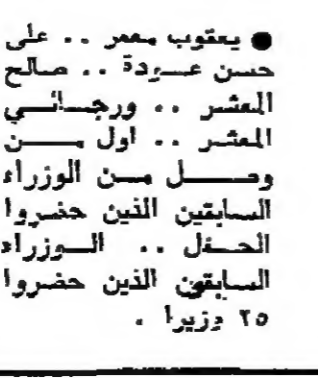 ● يعقوب معمر .. على
حسن عودة .. صالح
المعشر .. ورجائي
المعشر .. اول من
وصل من الوزراء
السابقين الذين حضروا
الحفل .. الوزراء
السابقون الذين حضروا
٢٥ وزيرا .